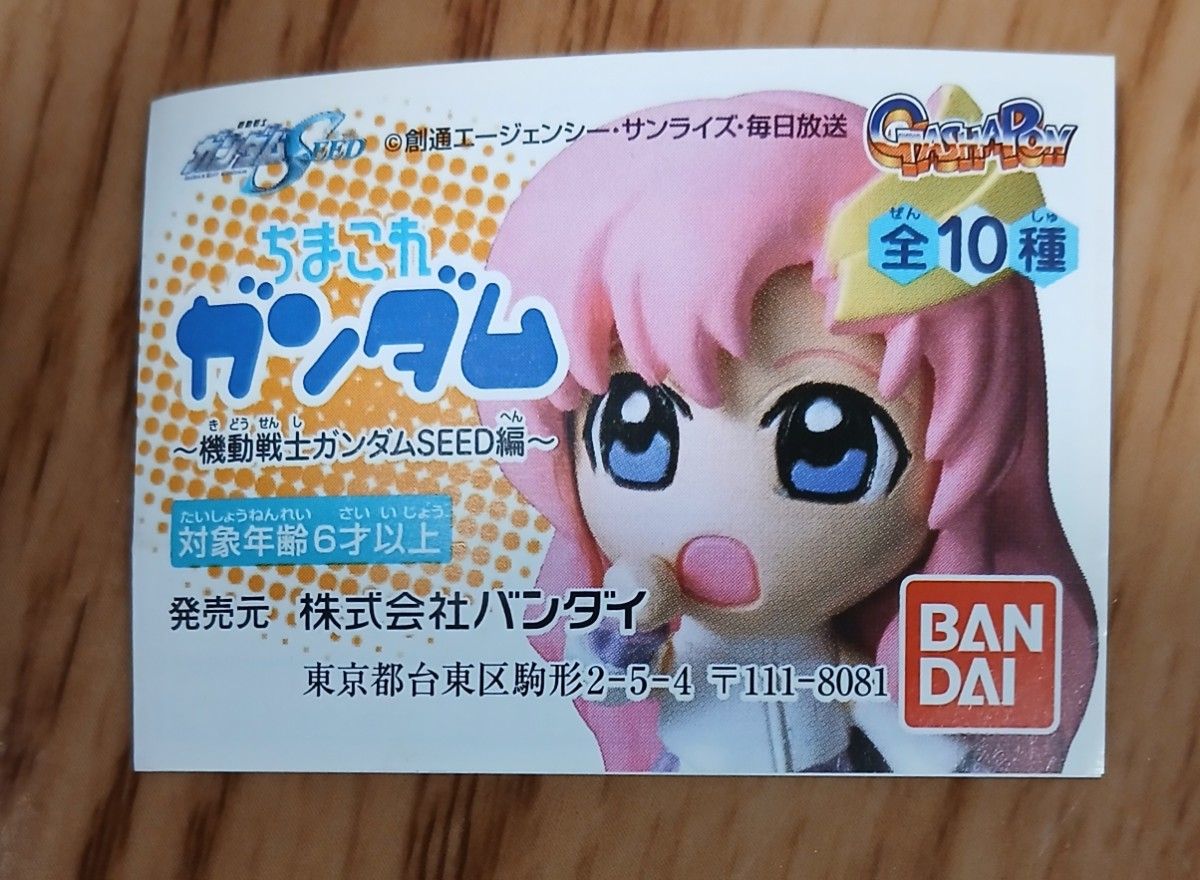 機動戦士
ガンダムSEED
©創通エージェンシー・サンライズ・毎日放送
GASHAPON
ぜん しゅ
全10種
ちまこれ
ガンダム
き どう せん し へん
～機動戦士ガンダムSEED編～
たいしょうねんれい さい い じょう
対象年齢6才以上
発売元 株式会社バンダイ
東京都台東区駒形2-5-4 〒111-8081
BAN
DAI